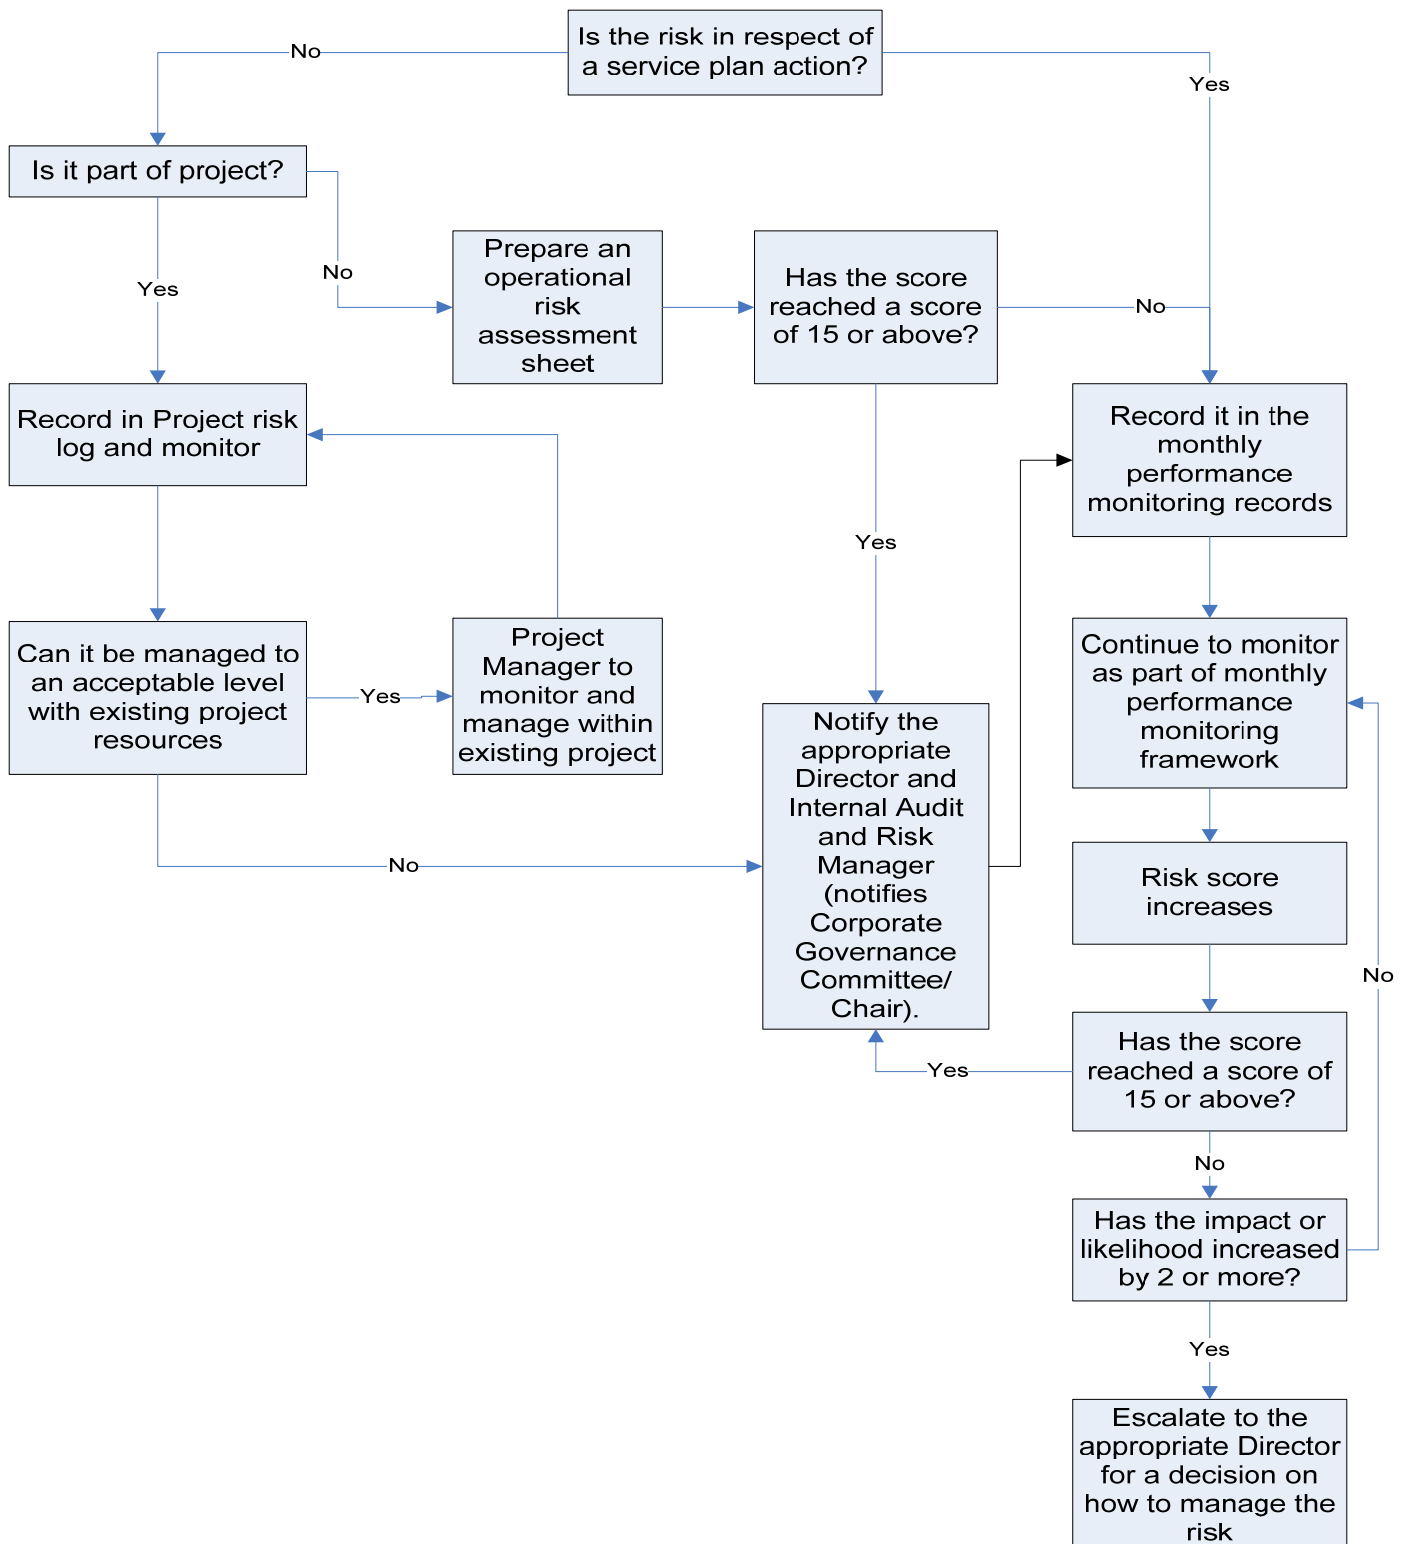 Is the risk in respect of
a service plan action?
No
Yes
Is it part of project?
Yes
No
Prepare an
operational
risk
assessment
sheet
Has the score
reached a score
of 15 or above?
No
Yes
Record in Project risk
log and monitor
Record it in the
monthly
performance
monitoring records
Can it be managed to
an acceptable level
with existing project
resources
Yes
No
Project
Manager to
monitor and
manage within
existing project
Notify the
appropriate
Director and
Internal Audit
and Risk
Manager
(notifies
Corporate
Governance
Committee/
Chair).
Continue to monitor
as part of monthly
performance
monitoring
framework
Risk score
increases
Has the score
reached a score of
15 or above?
Yes
No
Has the impact or
likelihood increased
by 2 or more?
No
Yes
Escalate to the
appropriate Director
for a decision on
how to manage the
risk